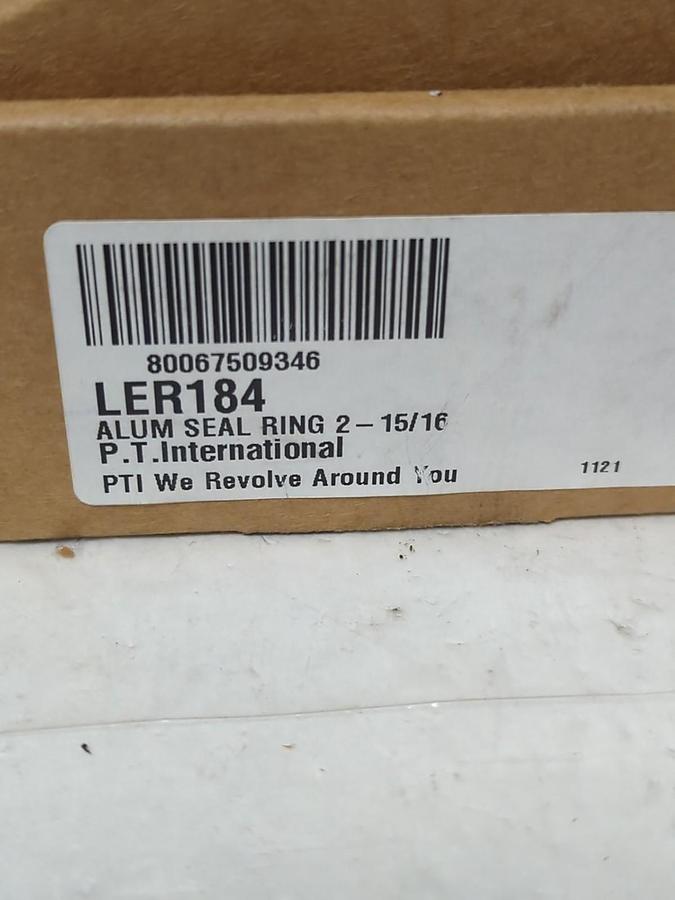 80067509346
LER184
ALUM SEAL RING 2-15/16
P.T.International
PTI We Revolve Around You
1121